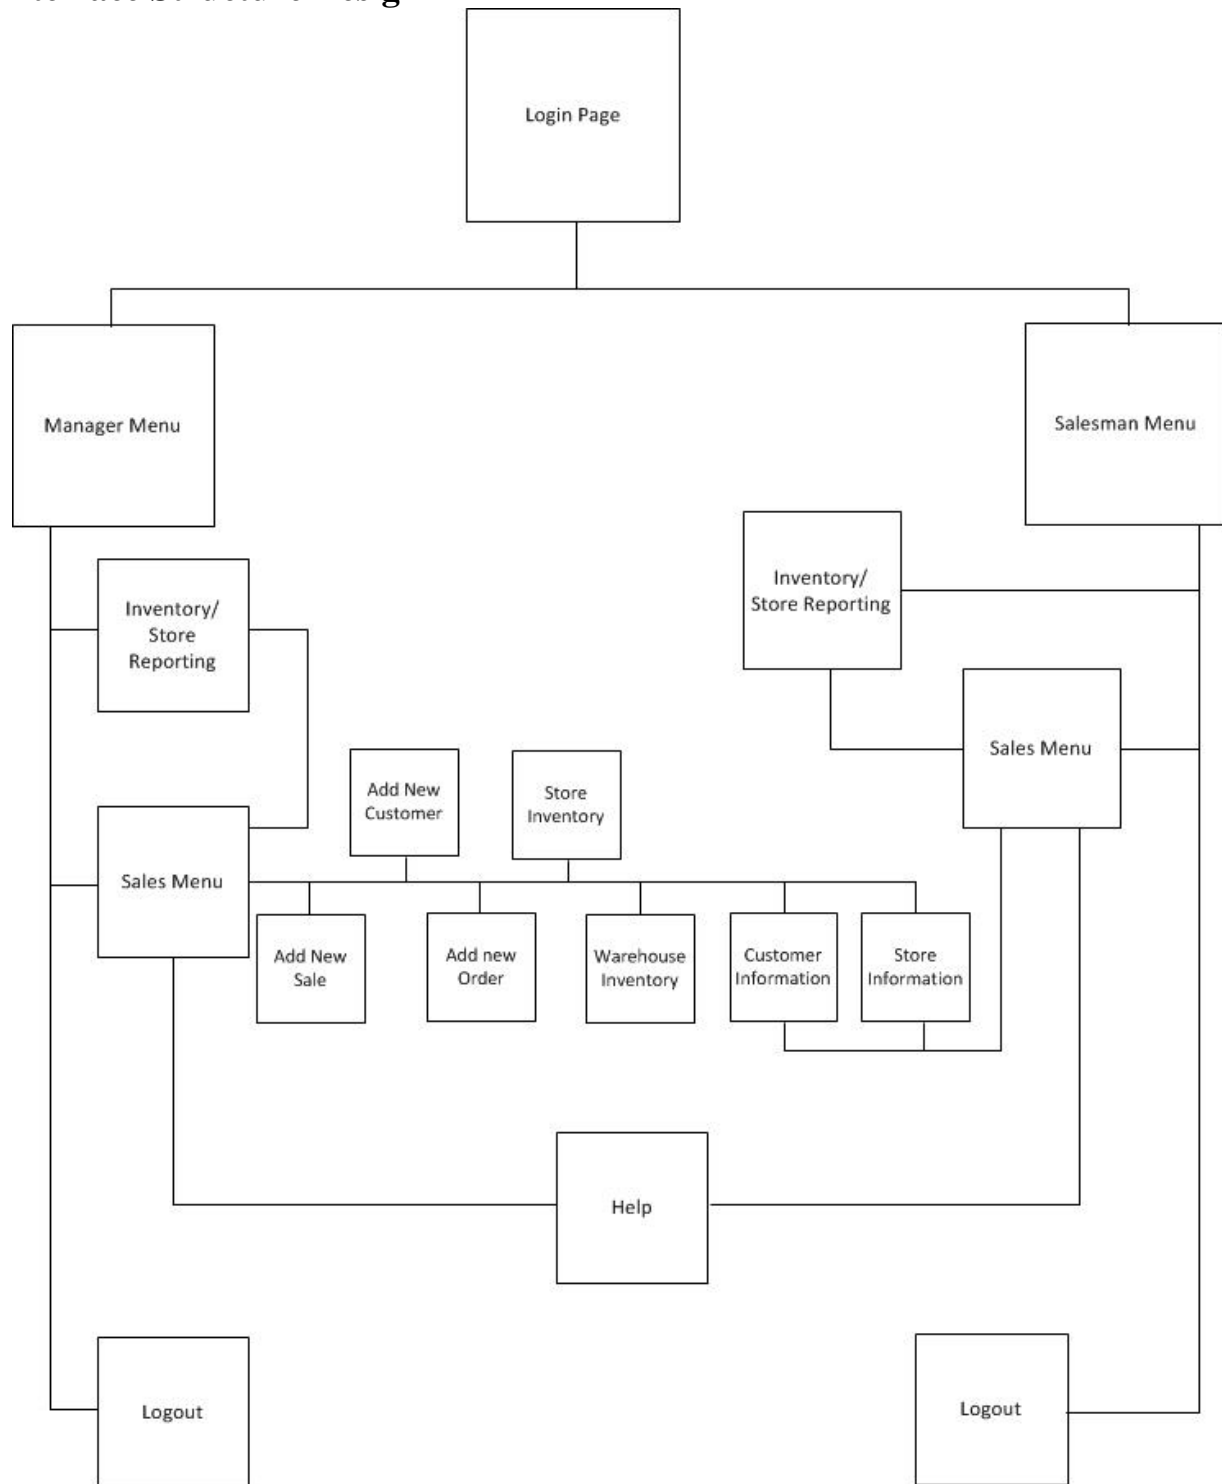 Login Page
Manager Menu
Salesman Menu
Inventory/
Store
Reporting
Inventory/
Store Reporting
Sales Menu
Add New
Customer
Store
Inventory
Sales Menu
Add New
Sale
Add new
Order
Warehouse
Inventory
Customer
Information
Store
Information
Help
Logout
Logout